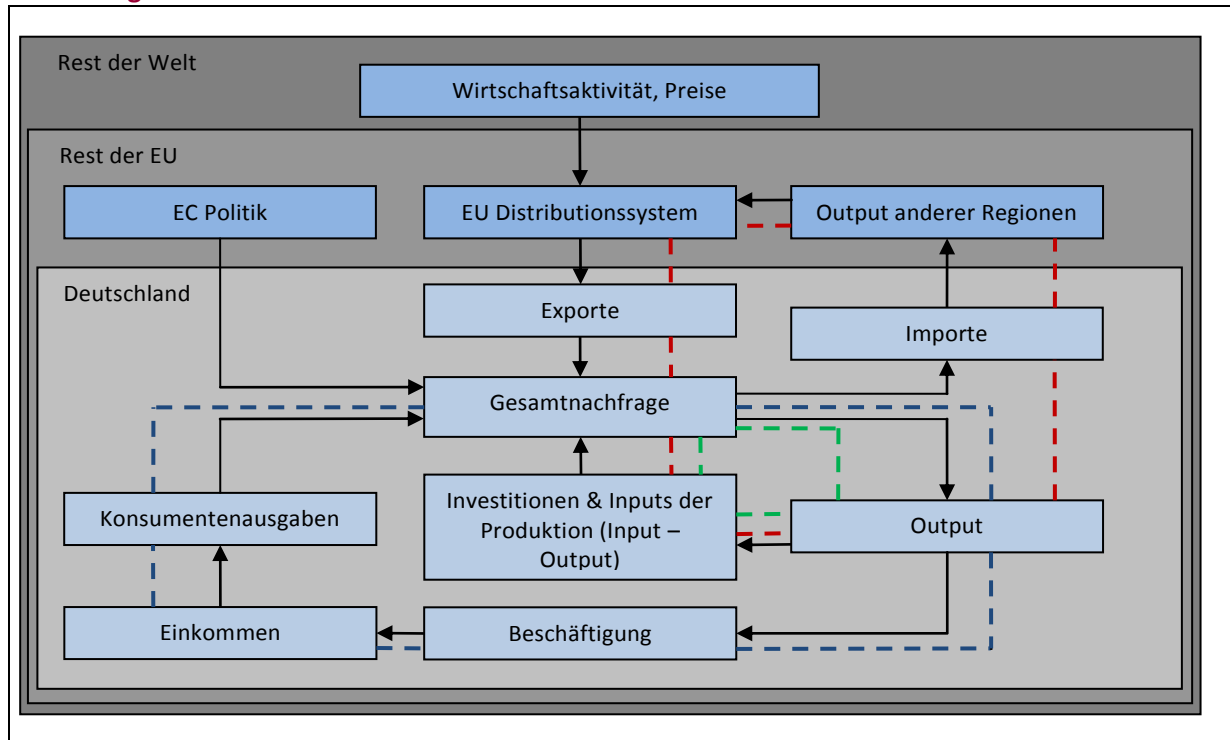 Rest der Welt
Wirtschaftsaktivität, Preise
Rest der EU
EC Politik
EU Distributionssystem
Output anderer Regionen
Deutschland
Exporte
Importe
Gesamtnachfrage
Konsumentenausgaben
Investitionen & Inputs der
Produktion (Input –
Output)
Output
Einkommen
Beschäftigung